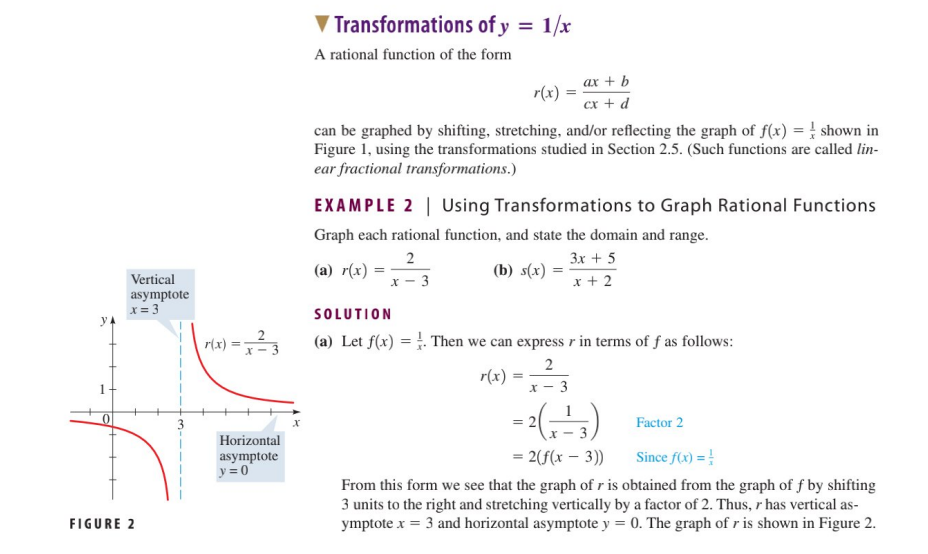 ▼ Transformations of y = 1/x
A rational function of the form
r(x) = \frac{ax + b}{cx + d}
can be graphed by shifting, stretching, and/or reflecting the graph of f(x) = \frac{1}{x} shown in
Figure 1, using the transformations studied in Section 2.5. (Such functions are called lin-
ear fractional transformations.)
EXAMPLE 2 | Using Transformations to Graph Rational Functions
Graph each rational function, and state the domain and range.
(a) r(x) = \frac{2}{x - 3} (b) s(x) = \frac{3x + 5}{x + 2}
SOLUTION
(a) Let f(x) = \frac{1}{x}. Then we can express r in terms of f as follows:
r(x) = \frac{2}{x - 3}
= 2\left(\frac{1}{x - 3}\right) Factor 2
= 2(f(x - 3)) Since f(x) = \frac{1}{x}
From this form we see that the graph of r is obtained from the graph of f by shifting
3 units to the right and stretching vertically by a factor of 2. Thus, r has vertical as-
ymptote x = 3 and horizontal asymptote y = 0. The graph of r is shown in Figure 2.
Vertical
asymptote
x = 3
y
r(x) = \frac{2}{x - 3}
1
0
3
x
Horizontal
asymptote
y = 0
FIGURE 2